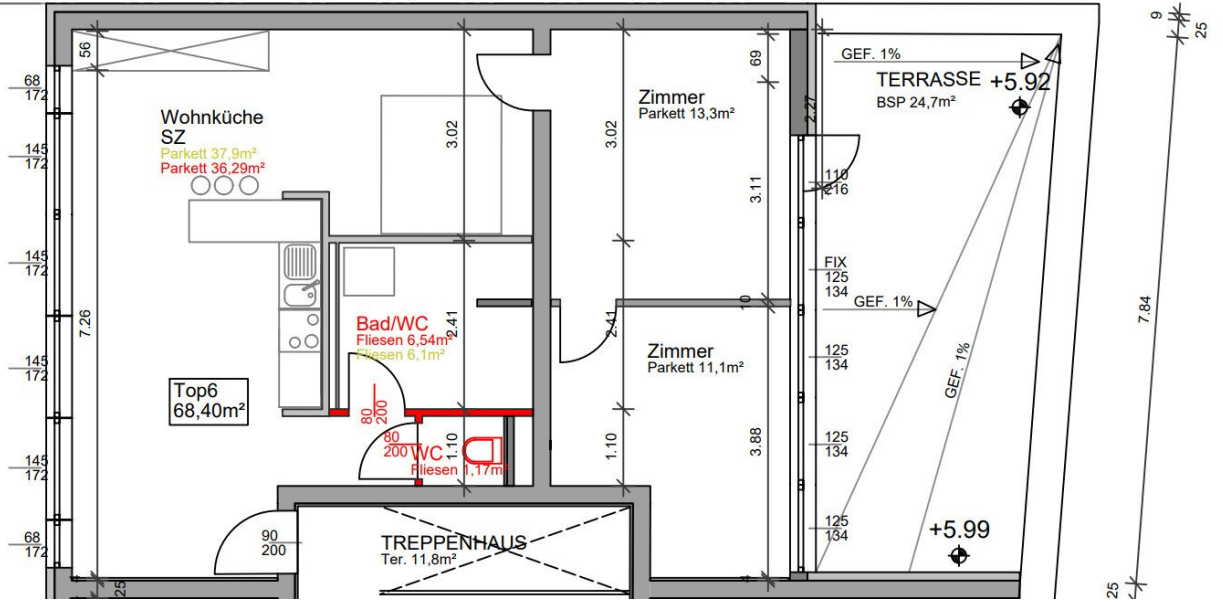 9
25
56
68
172
Wohnküche
SZ
Parkett 37,9m²
Parkett 36,29m²
3.02
3.02
Zimmer
Parkett 13,3m²
69
2.27
GEF. 1%
TERRASSE +5.92
BSP 24,7m²
145
172
110
216
3.11
145
172
FIX
125
134
GEF. 1%
7.26
Bad/WC
Fliesen 6,54m²
Fliesen 6,1m²
2.41
2.41
10
7.84
Zimmer
Parkett 11,1m²
145
172
125
134
GEF. 1%
Top6
68,40m²
80
200
80
200
WC
Fliesen 1,17m²
1.10
1.10
3.88
125
134
145
172
68
172
90
200
TREPPENHAUS
Ter. 11,8m²
125
134
+5.99
25
4
25